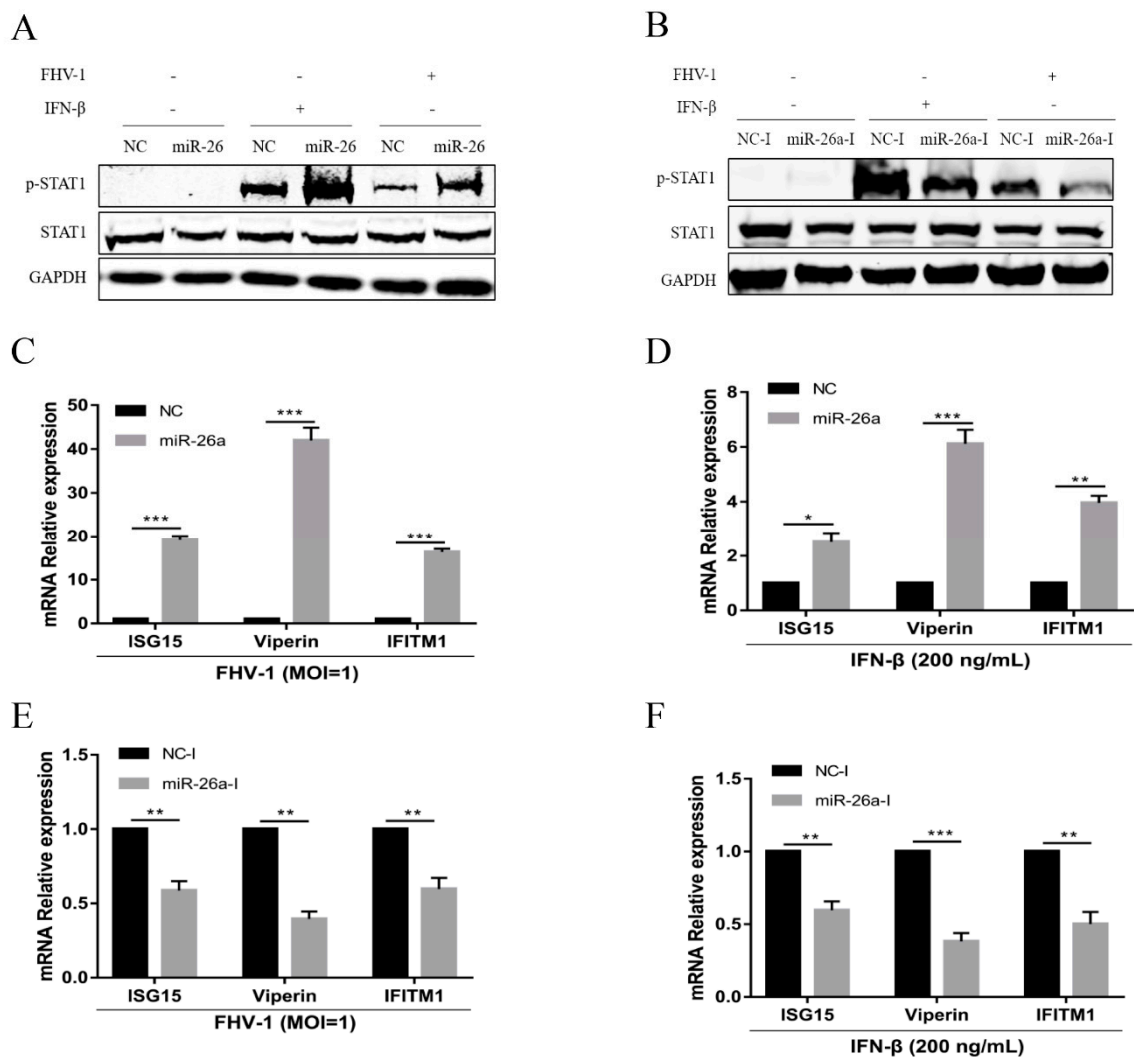 A
FHV-1 - - +
IFN-β - + -
NC miR-26 NC miR-26 NC miR-26
p-STAT1
STAT1
GAPDH
B
FHV-1 - - +
IFN-β - + -
NC-I miR-26a-I NC-I miR-26a-I NC-I miR-26a-I
p-STAT1
STAT1
GAPDH
C
NC
miR-26a
mRNA Relative expression
50
40
30
20
10
0
*** *** ***
ISG15 Viperin IFITM1
FHV-1 (MOI=1)
D
NC
miR-26a
mRNA Relative expression
8
6
4
2
0
* *** **
ISG15 Viperin IFITM1
IFN-β (200 ng/mL)
E
NC-I
miR-26a-I
mRNA Relative expression
1.5
1.0
0.5
0.0
** ** **
ISG15 Viperin IFITM1
FHV-1 (MOI=1)
F
NC-I
miR-26a-I
mRNA Relative expression
1.5
1.0
0.5
0.0
** *** **
ISG15 Viperin IFITM1
IFN-β (200 ng/mL)